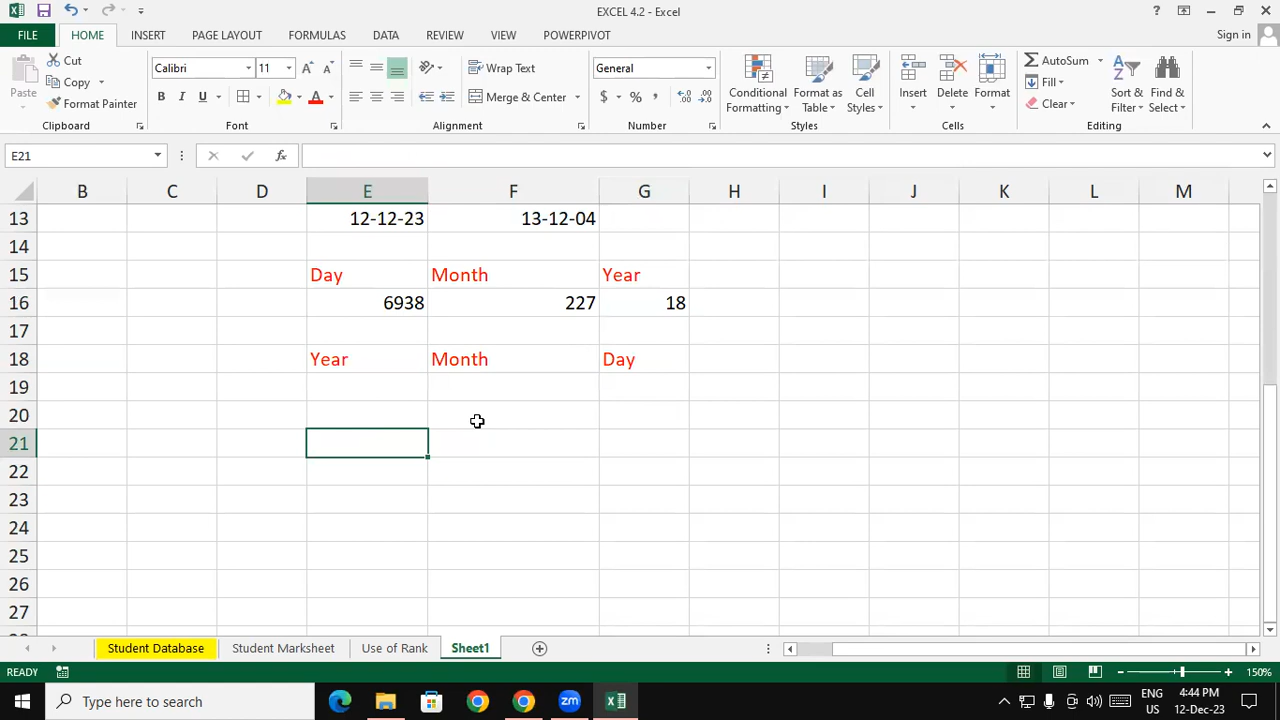 EXCEL 4.2 - Excel
?
FILE HOME INSERT PAGE LAYOUT FORMULAS DATA REVIEW VIEW POWERPIVOT Sign in
Paste Cut Copy Format Painter Clipboard
Calibri 11 A A B I U A Font
Wrap Text Merge & Center Alignment
General $ % , Number
Conditional Formatting Format as Table Cell Styles Styles
Insert Delete Format Cells
AutoSum Fill Clear Sort & Filter Find & Select Editing
E21 fx
B C D E F G H I J K L M
13 12-12-23 13-12-04
14
15 Day Month Year
16 6938 227 18
17
18 Year Month Day
19
20
21
22
23
24
25
26
27
Student Database Student Marksheet Use of Rank Sheet1
READY 150%
Type here to search ENG US 4:44 PM 12-Dec-23